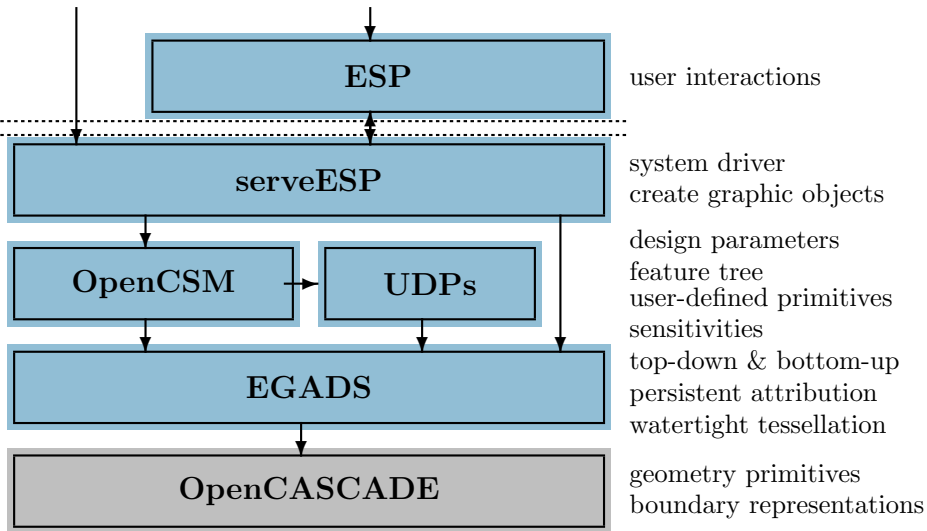 ESP
user interactions
serveESP
system driver
create graphic objects
OpenCSM
UDPs
design parameters
feature tree
user-defined primitives
sensitivities
EGADS
top-down & bottom-up
persistent attribution
watertight tessellation
OpenCASCADE
geometry primitives
boundary representations